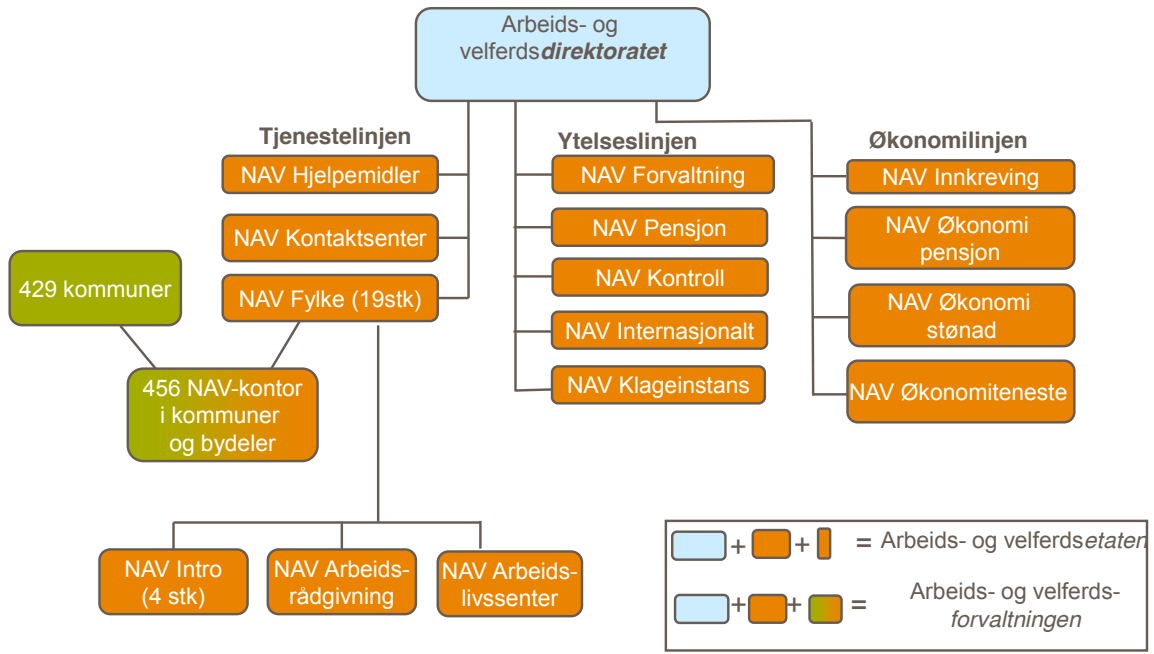 Arbeids- og
velferdsdirektoratet
Tjenestelinjen
NAV Hjelpemidler
NAV Kontaktsenter
NAV Fylke (19stk)
429 kommuner
456 NAV-kontor
i kommuner
og bydeler
NAV Intro
(4 stk)
NAV Arbeids-
rådgivning
NAV Arbeids-
livssenter
Ytelseslinjen
NAV Forvaltning
NAV Pensjon
NAV Kontroll
NAV Internasjonalt
NAV Klageinstans
Økonomilinjen
NAV Innkreving
NAV Økonomi
pensjon
NAV Økonomi
stønad
NAV Økonomiteneste
+ + = Arbeids- og velferdsetaten
+ + = Arbeids- og velferds-
forvaltningen